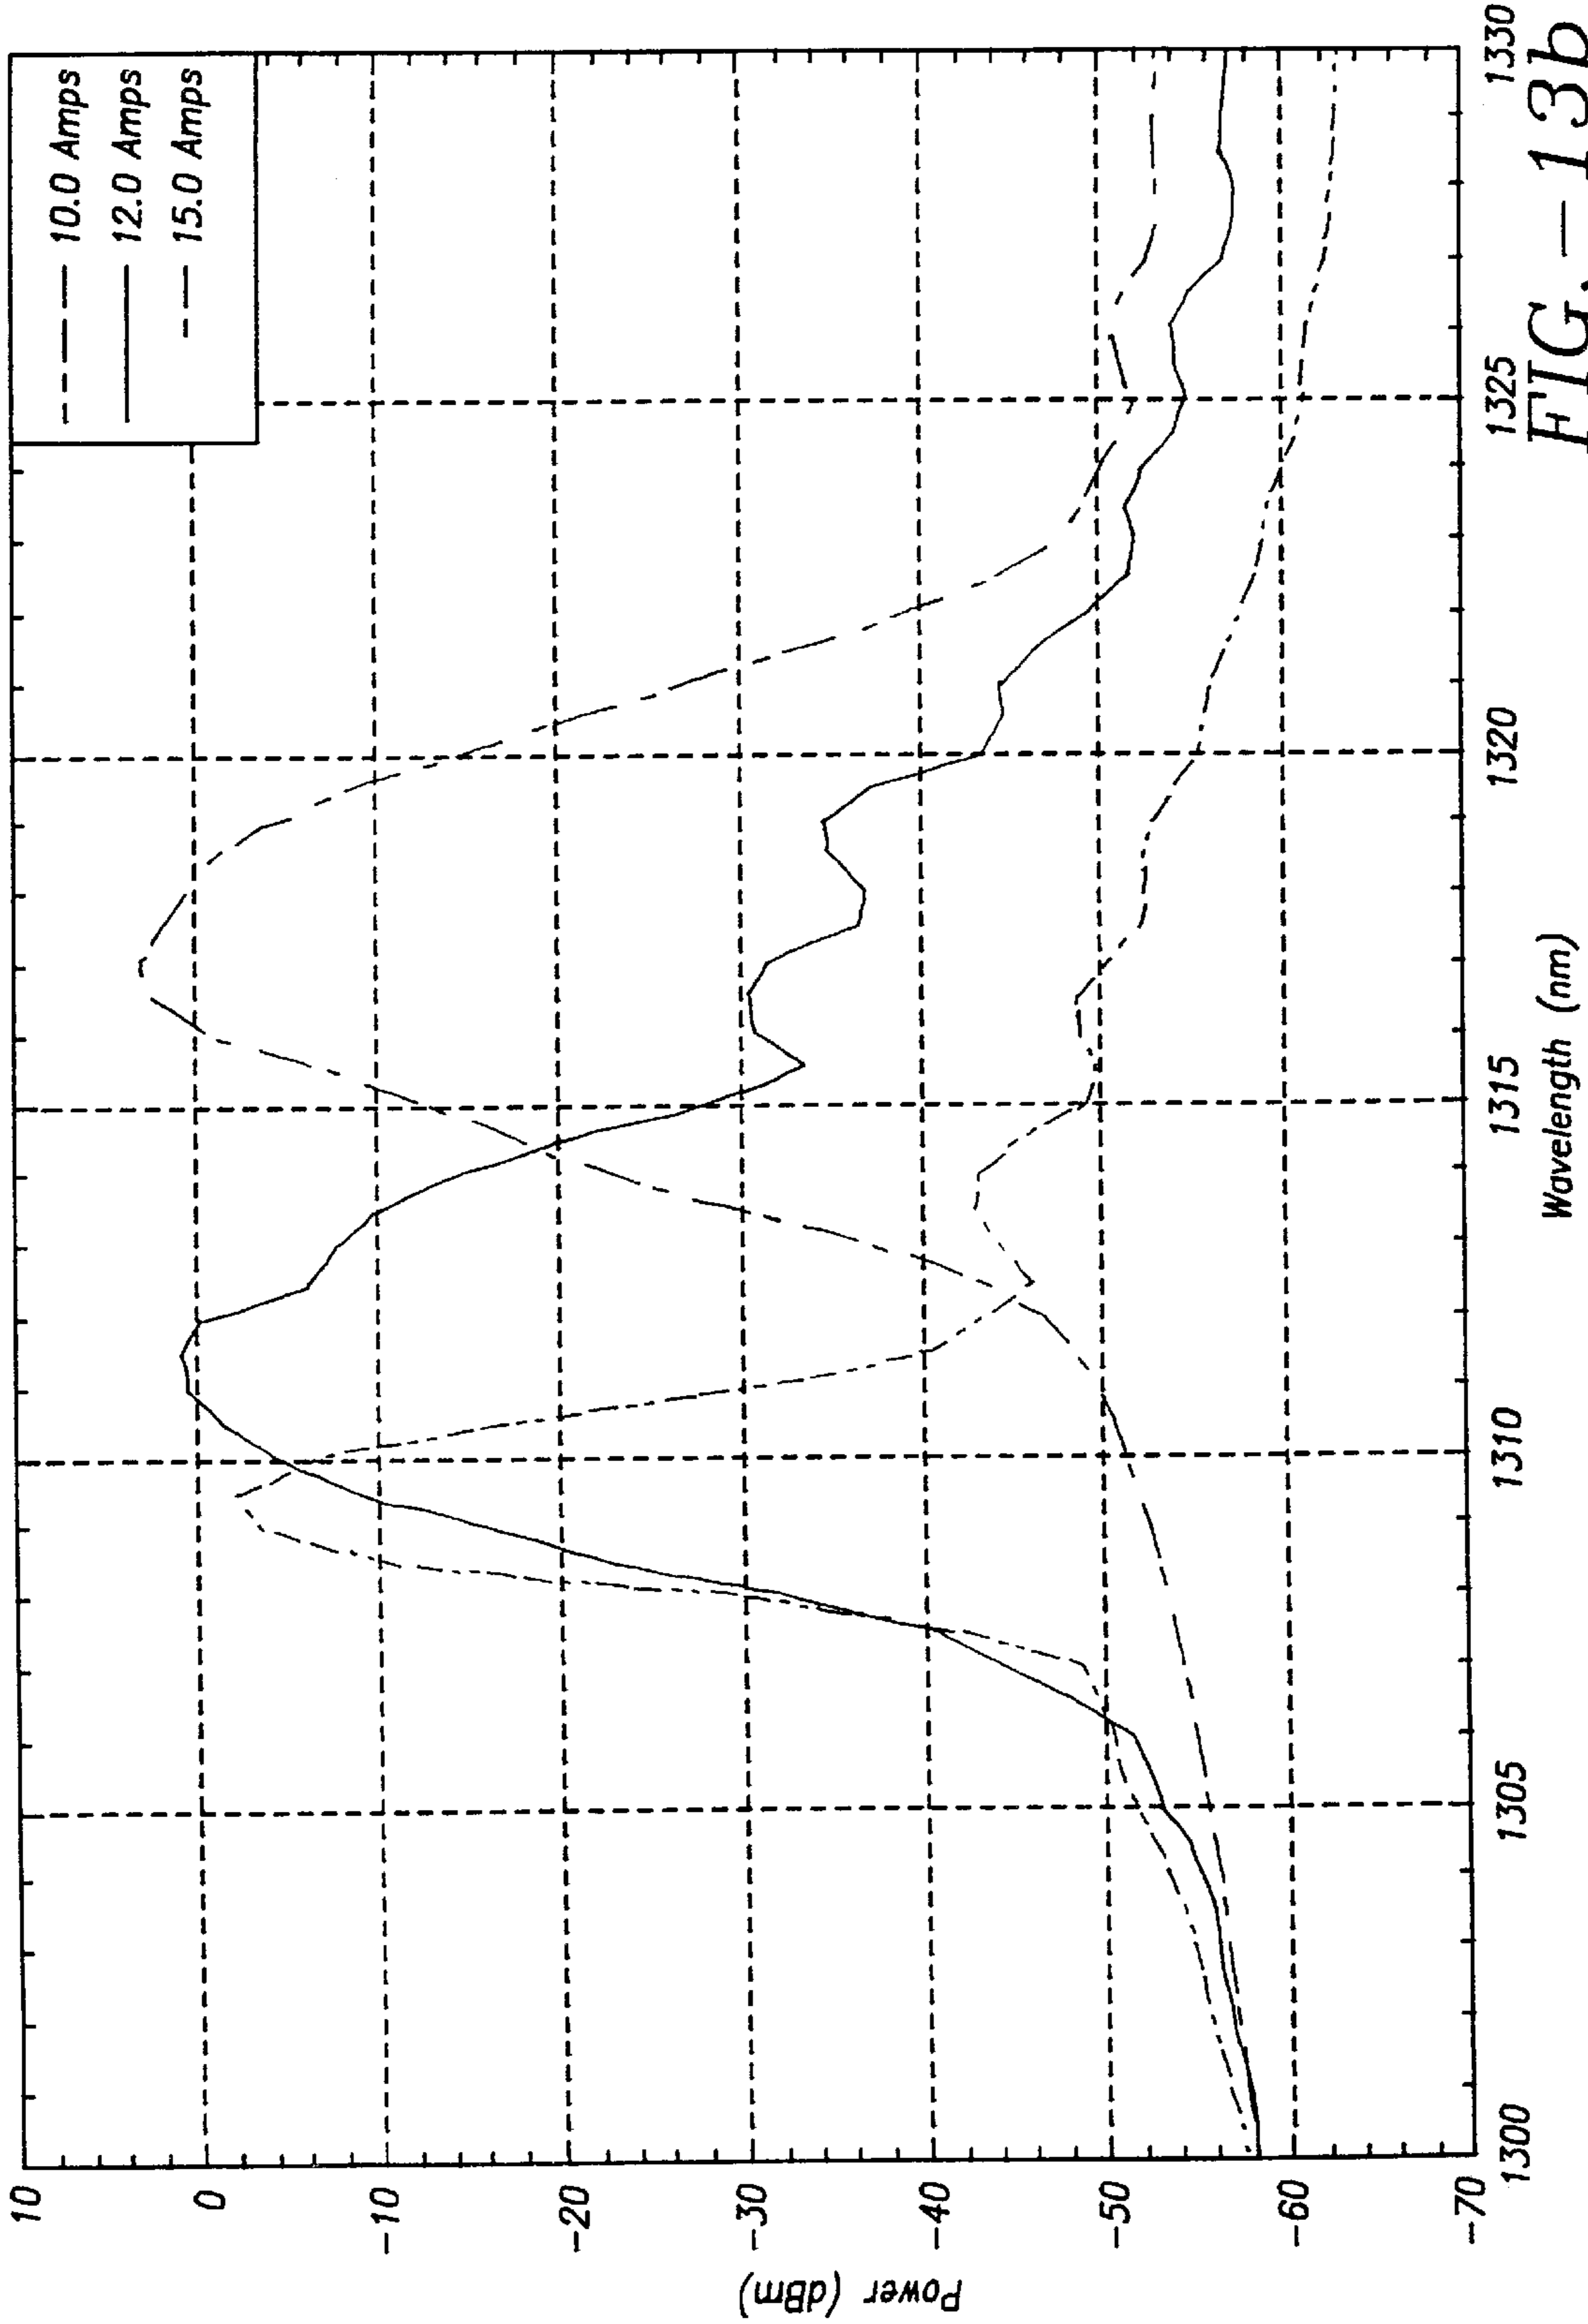 10.0 Amps
12.0 Amps
15.0 Amps
10
0
-10
-20
-30
-40
-50
-60
-70
Power (dBm)
1300
1305
1310
1315
1320
1325
1330
Wavelength (nm)
FIG.-13b